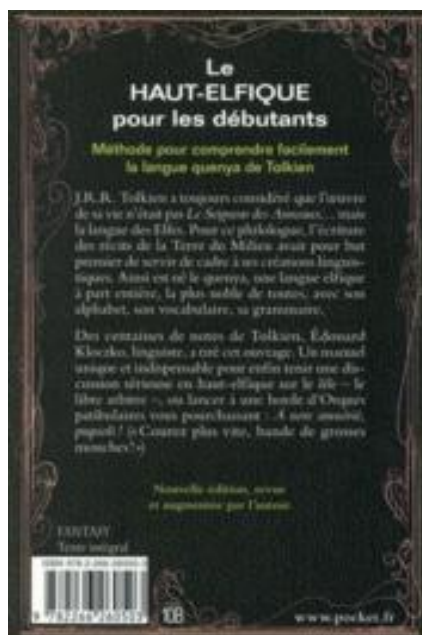 Le
HAUT-ELFIQUE
pour les débutants
Méthode pour comprendre facilement
la langue quenya de Tolkien
J.R.R. Tolkien a toujours considéré que l'œuvre
de sa vie n'était pas Le Seigneur des Anneaux... mais
la langue des Elfes. Pour ce philologue, l'écriture
des récits de la Terre du Milieu avait pour but
premier de servir de cadre à ses créations linguis-
tiques. Ainsi est né le quenya, une langue elfique
à part entière, la plus noble de toutes, avec son
alphabet, son vocabulaire, sa grammaire.
Des centaines de notes de Tolkien, Édouard
Kloczko, linguiste, a tiré cet ouvrage. Un manuel
unique et indispensable pour enfin tenir une dis-
cussion sérieuse en haut-elfique sur le – le
libre arbitre –, ou lancer à une horde d'Orques
patibulaires vous pourchassant : A
! (« Courez plus vite, bande de grosses
mouches! »)
Nouvelle édition, revue
et augmentée par l'auteur.
FANTASY
Texte intégral
108
www.pocket.fr